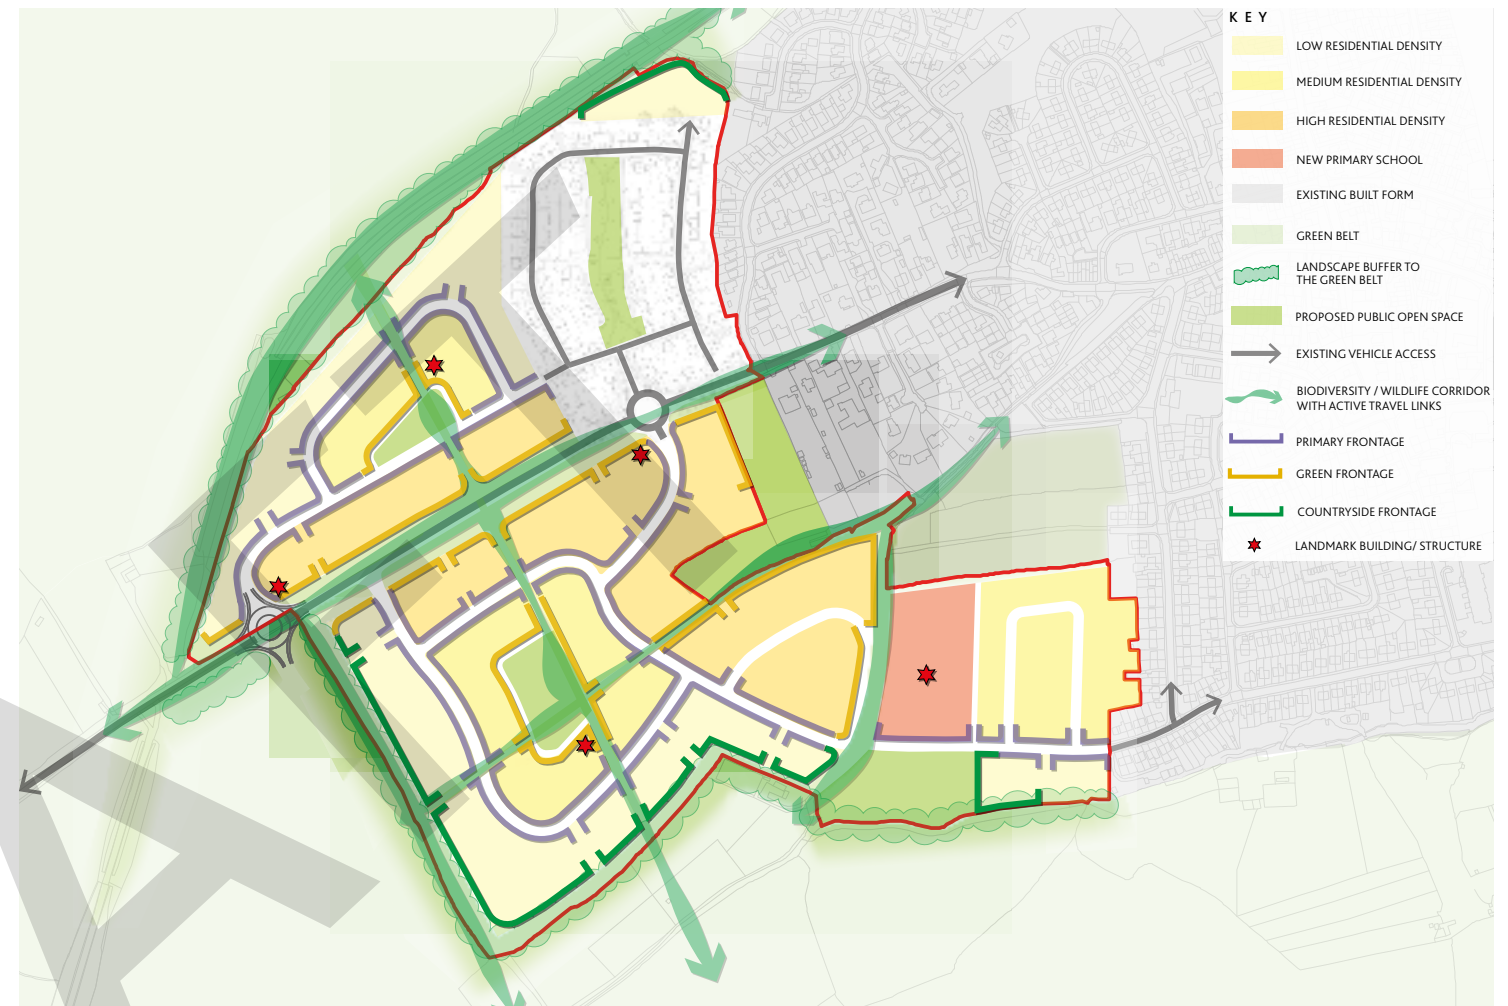 KEY
LOW RESIDENTIAL DENSITY
MEDIUM RESIDENTIAL DENSITY
HIGH RESIDENTIAL DENSITY
NEW PRIMARY SCHOOL
EXISTING BUILT FORM
GREEN BELT
LANDSCAPE BUFFER TO
THE GREEN BELT
PROPOSED PUBLIC OPEN SPACE
EXISTING VEHICLE ACCESS
BIODIVERSITY / WILDLIFE CORRIDOR
WITH ACTIVE TRAVEL LINKS
PRIMARY FRONTAGE
GREEN FRONTAGE
COUNTRYSIDE FRONTAGE
LANDMARK BUILDING/ STRUCTURE